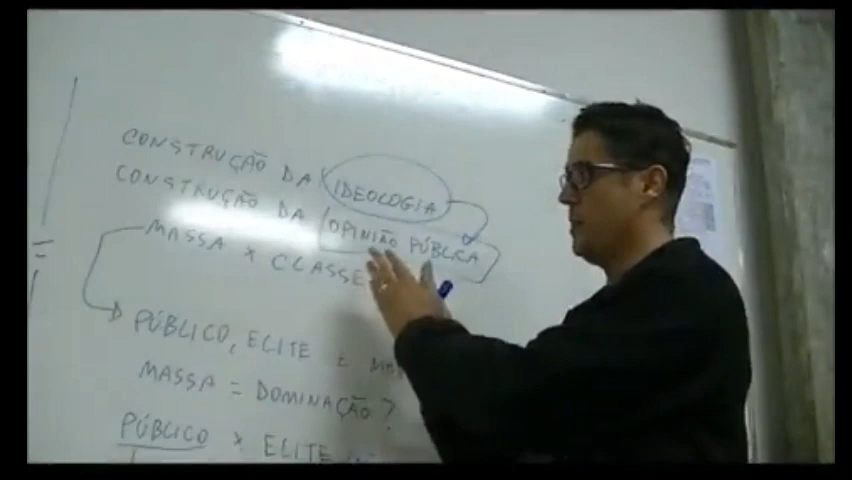 CONSTRUÇÃO DA IDEOLOGIA
CONSTRUÇÃO DA OPINIÃO PÚBLICA
MASSA x CLASSE
PÚBLICO, ELITE E
MASSA = DOMINAÇÃO?
PÚBLICO x ELITE